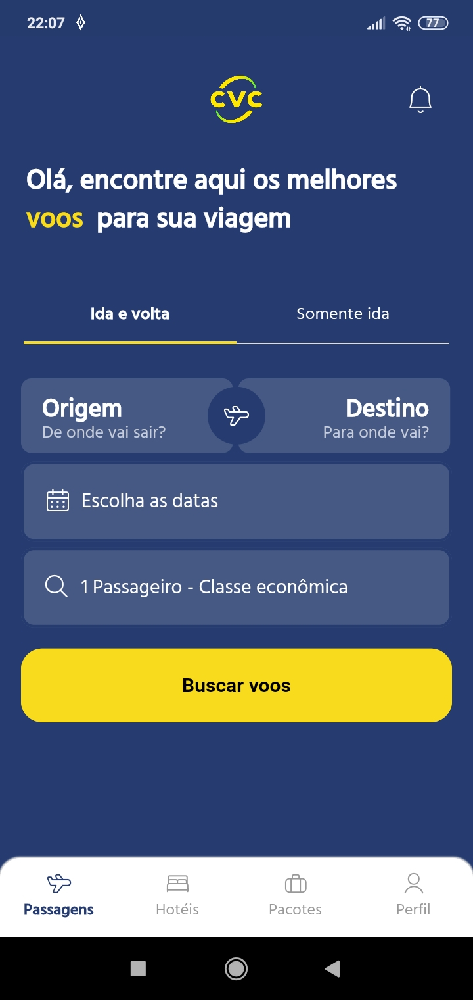 22:07
77
CVC
Olá, encontre aqui os melhores
voos para sua viagem
Ida e volta
Somente ida
Origem
De onde vai sair?
Destino
Para onde vai?
Escolha as datas
1 Passageiro - Classe econômica
Buscar voos
Passagens
Hotéis
Pacotes
Perfil